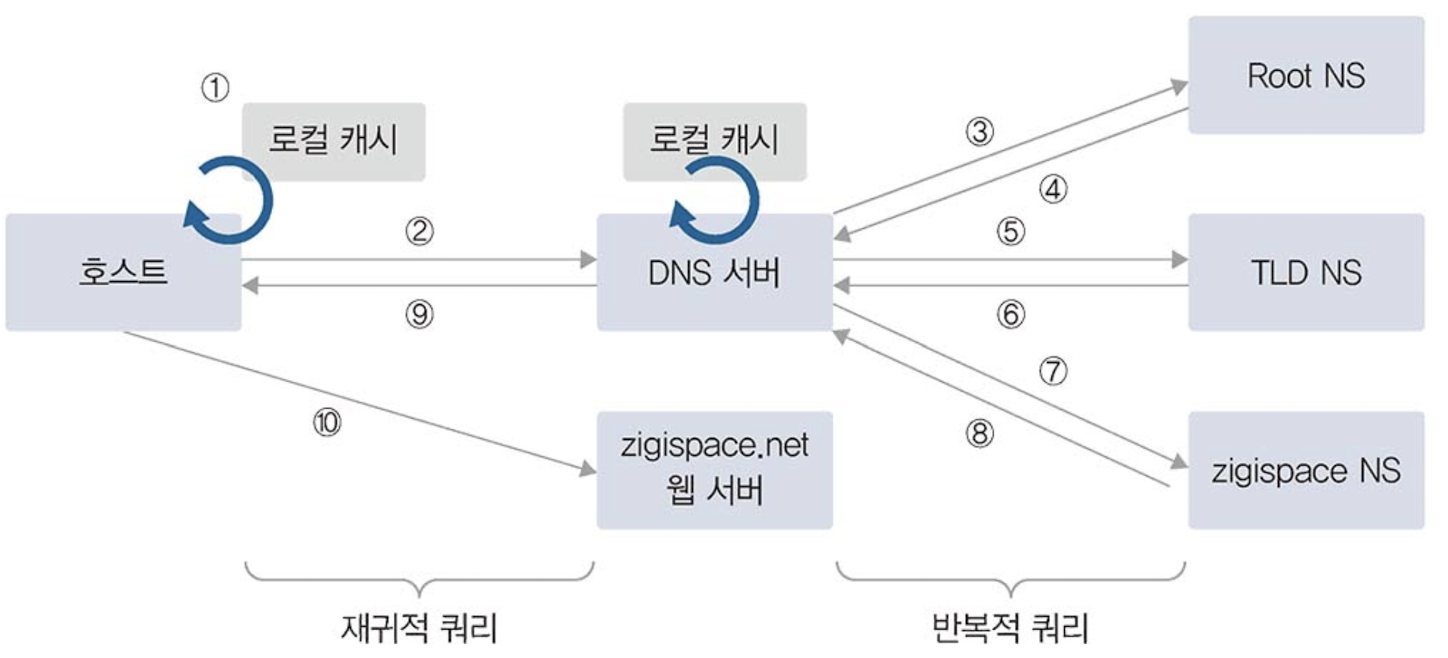 Root NS
①
로컬 캐시
로컬 캐시
③
④
②
⑤
호스트
DNS 서버
TLD NS
⑨
⑥
⑦
⑩
⑧
zigispace.net
웹 서버
zigispace NS
재귀적 쿼리
반복적 쿼리